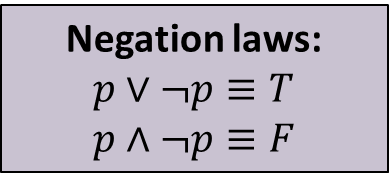 Negation laws:
p ∨ ¬p ≡ T
p ∧ ¬p ≡ F